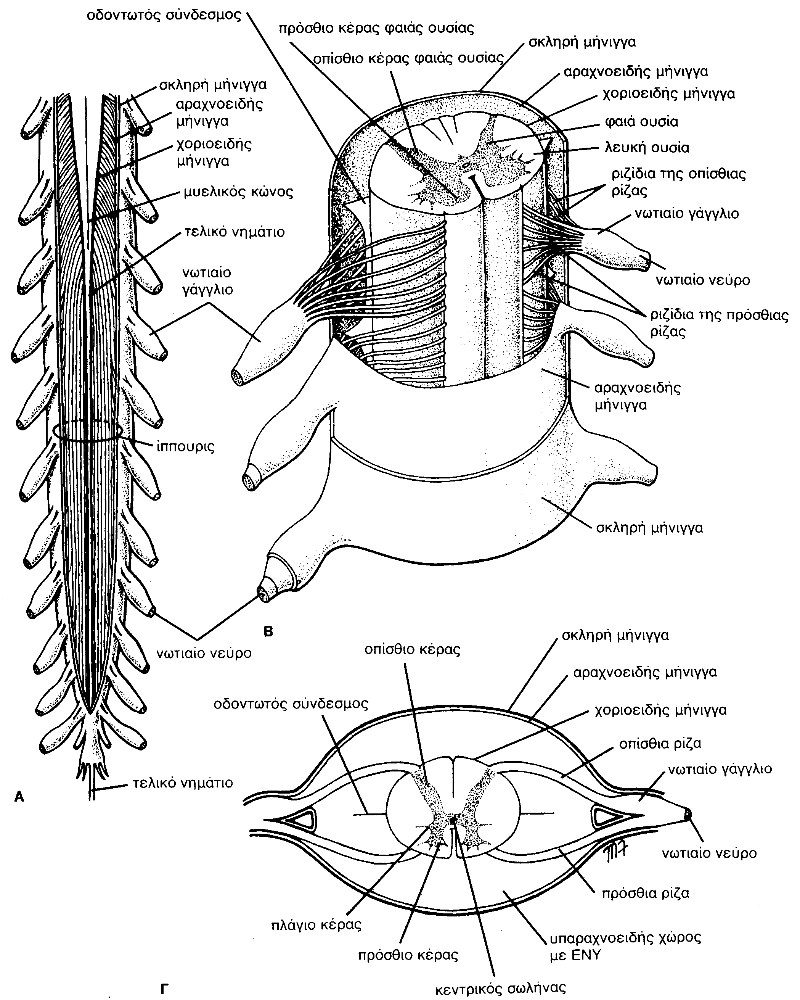 οδοντωτός σύνδεσμος
πρόσθιο κέρας φαιάς ουσίας
οπίσθιο κέρας φαιάς ουσίας
σκληρή μήνιγγα
αραχνοειδής μήνιγγα
χοριοειδής μήνιγγα
φαιά ουσία
λευκή ουσία
ριζίδια της οπίσθιας
ρίζας
νωτιαίο γάγγλιο
νωτιαίο νεύρο
ριζίδια της πρόσθιας
ρίζας
αραχνοειδής
μήνιγγα
σκληρή μήνιγγα
σκληρή μήνιγγα
αραχνοειδής
μήνιγγα
χοριοειδής
μήνιγγα
μυελικός κώνος
τελικό νημάτιο
νωτιαίο
γάγγλιο
ίππουρις
νωτιαίο νεύρο
τελικό νημάτιο
Α
Β
οπίσθιο κέρας
οδοντωτός σύνδεσμος
σκληρή μήνιγγα
αραχνοειδής μήνιγγα
χοριοειδής μήνιγγα
οπίσθια ρίζα
νωτιαίο γάγγλιο
νωτιαίο νεύρο
πρόσθια ρίζα
υπαραχνοειδής χώρος
με ΕΝΥ
κεντρικός σωλήνας
πρόσθιο κέρας
πλάγιο κέρας
Γ